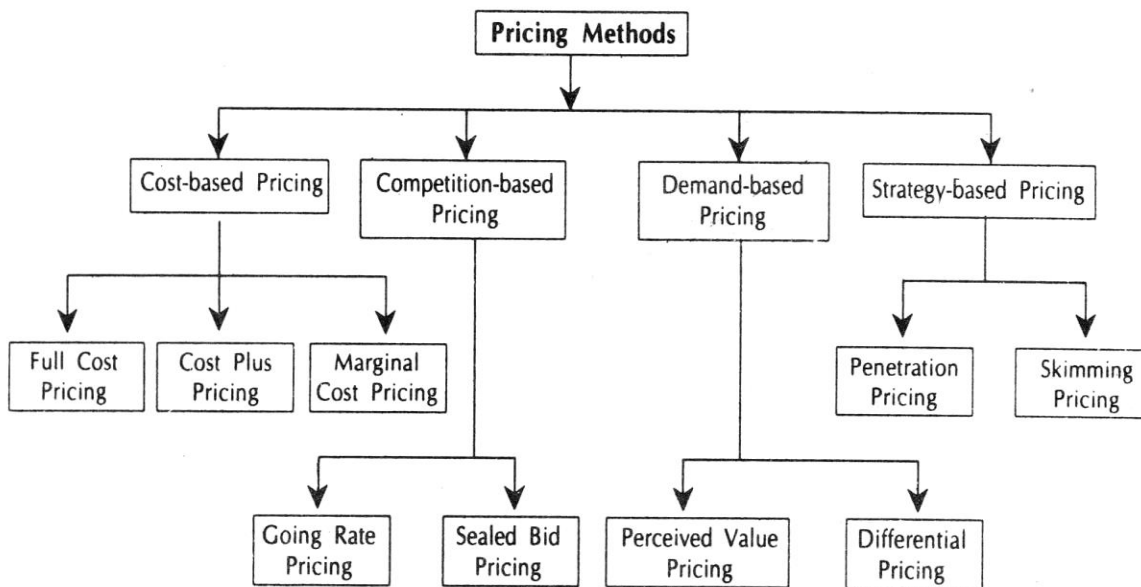 Pricing Methods
Cost-based Pricing
Competition-based
Pricing
Demand-based
Pricing
Strategy-based Pricing
Full Cost
Pricing
Cost Plus
Pricing
Marginal
Cost Pricing
Penetration
Pricing
Skimming
Pricing
Going Rate
Pricing
Sealed Bid
Pricing
Perceived Value
Pricing
Differential
Pricing